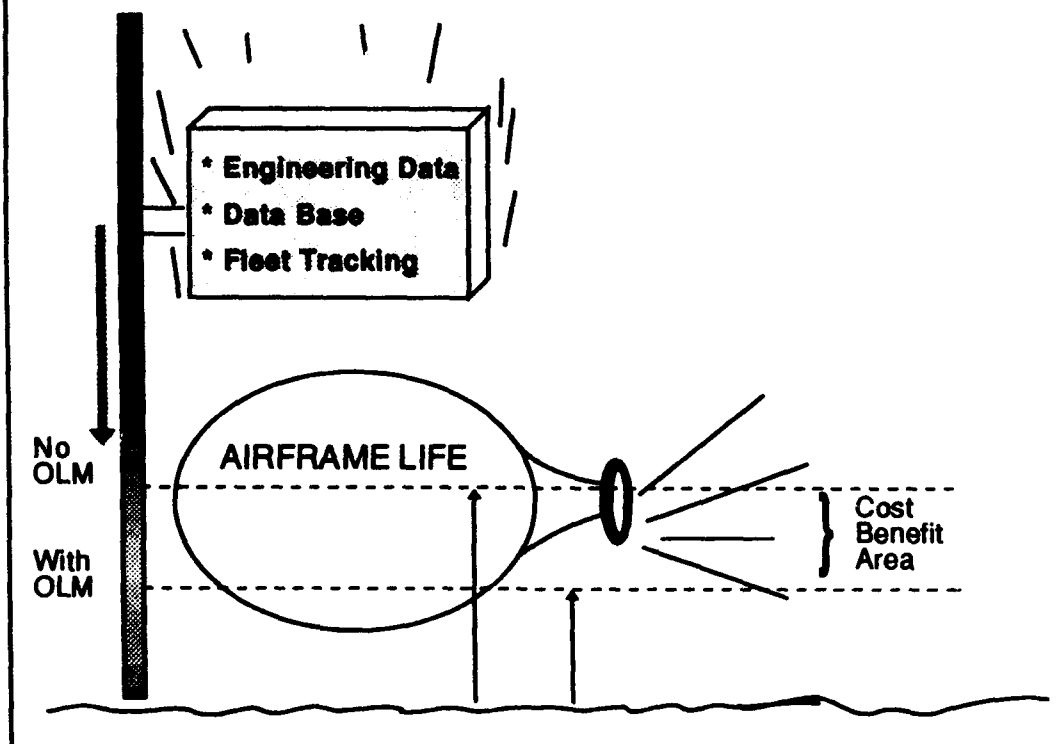 * Engineering Data
* Data Base
* Fleet Tracking
No
OLM
AIRFRAME LIFE
With
OLM
Cost
Benefit
Area